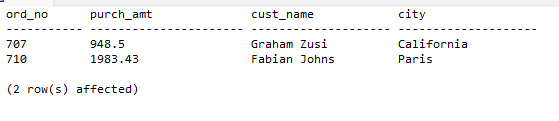 ord_no purch_amt cust_name city
----------- ---------------------- -------------------- --------------------
707 948.5 Graham Zusi California
710 1983.43 Fabian Johns Paris
(2 row(s) affected)